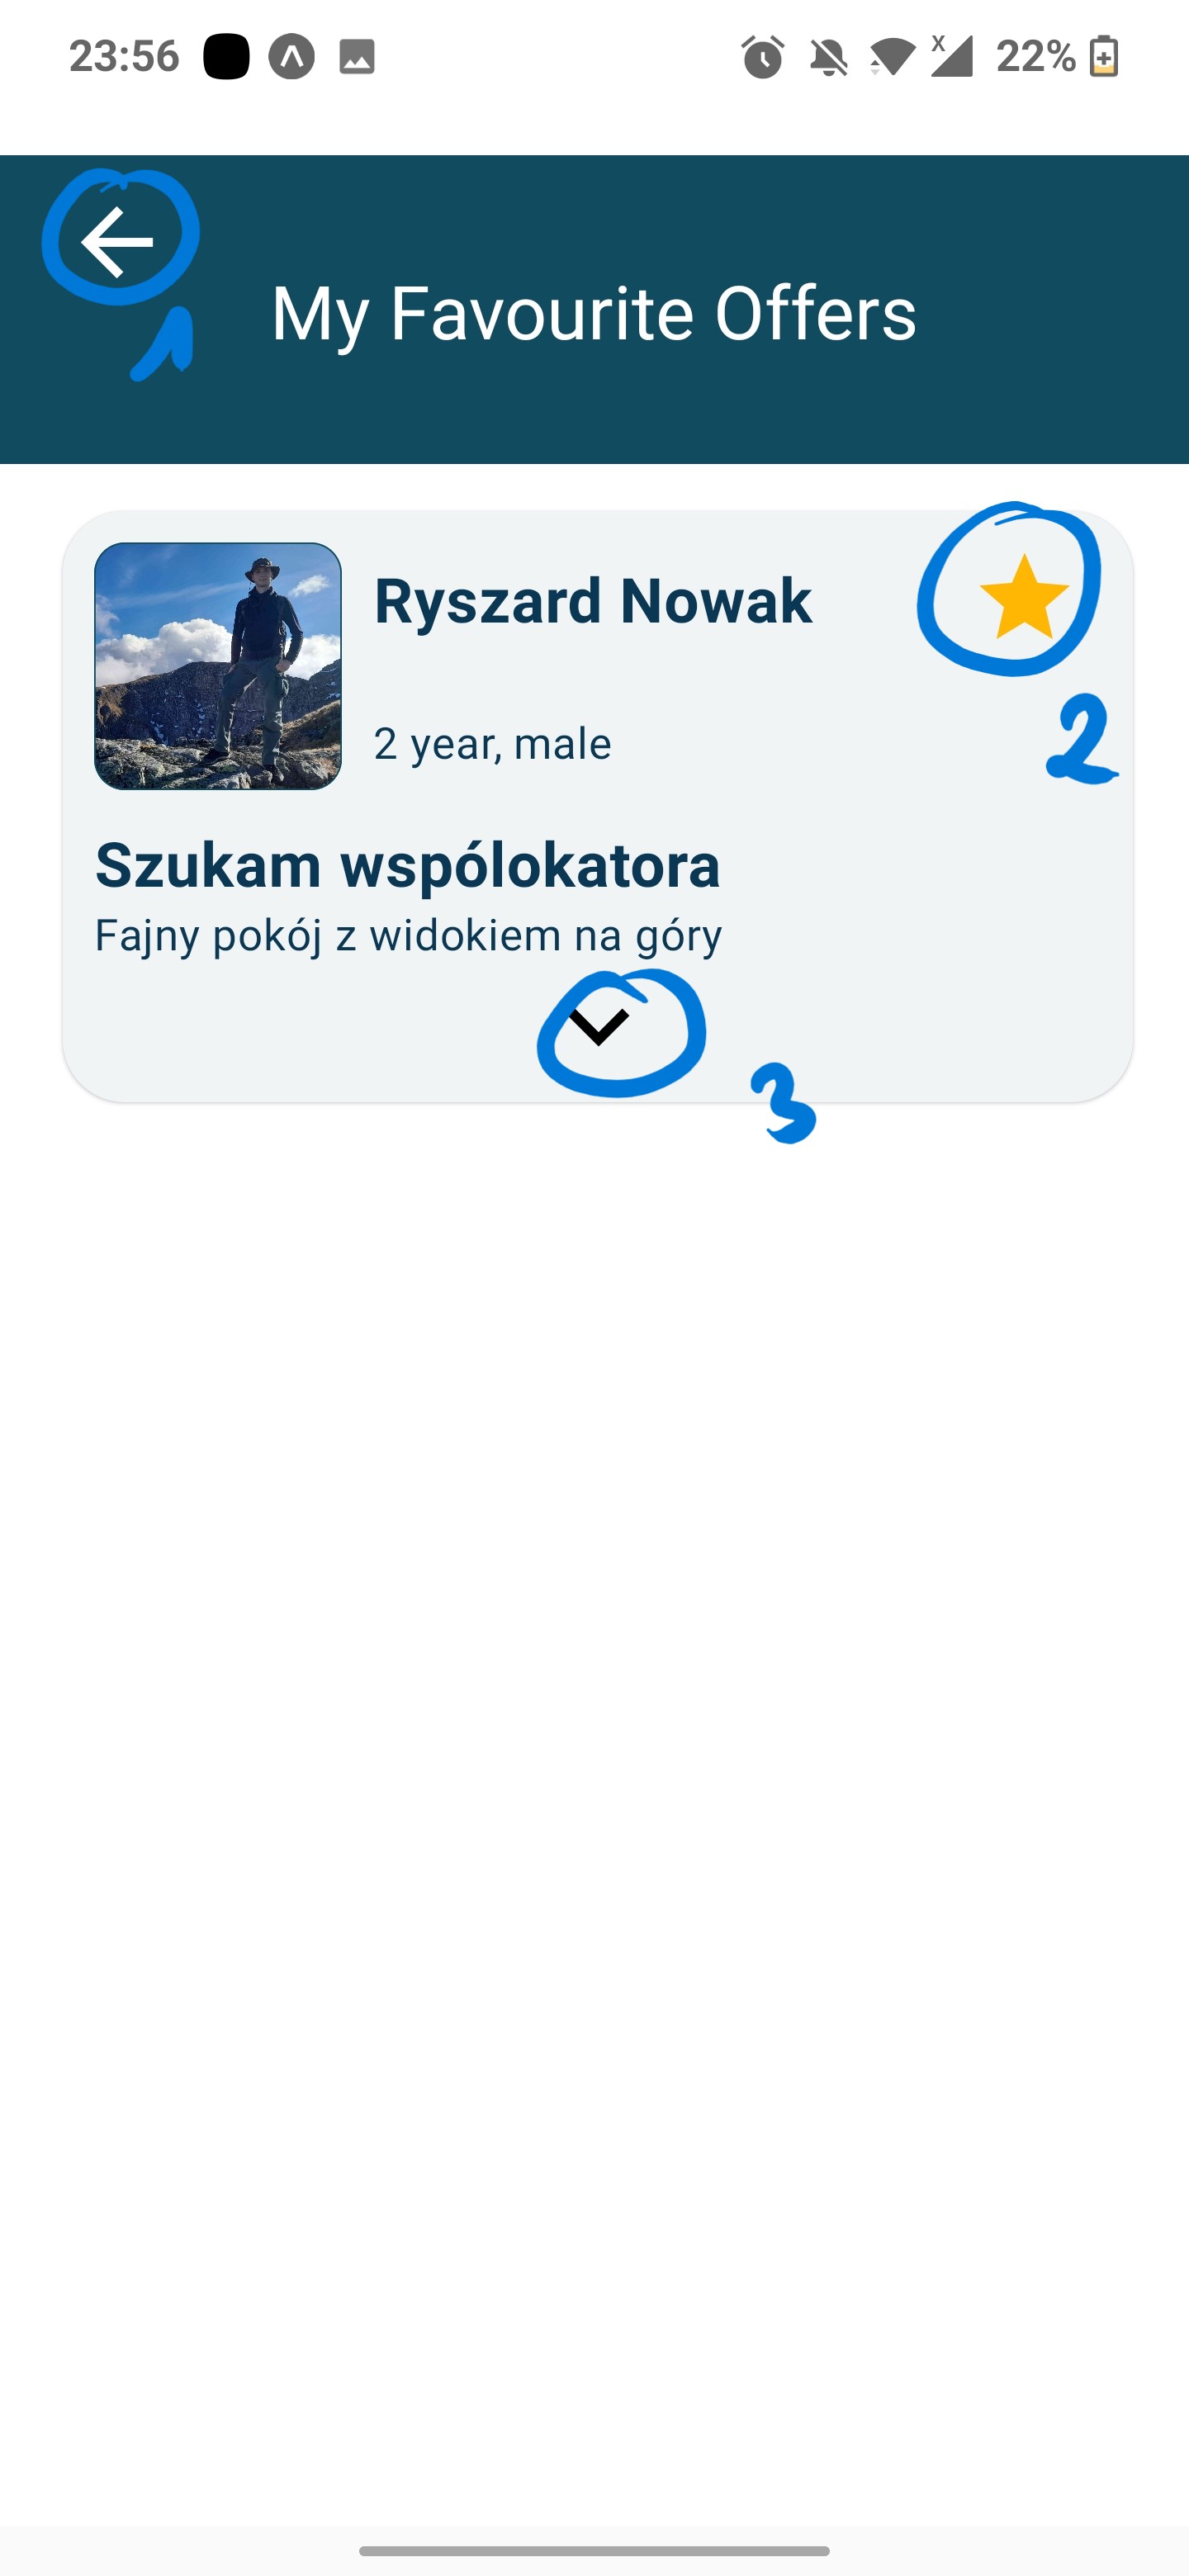 23:56
22%
My Favourite Offers
1
Ryszard Nowak
2 year, male
2
Szukam wspólokatora
Fajny pokój z widokiem na góry
3